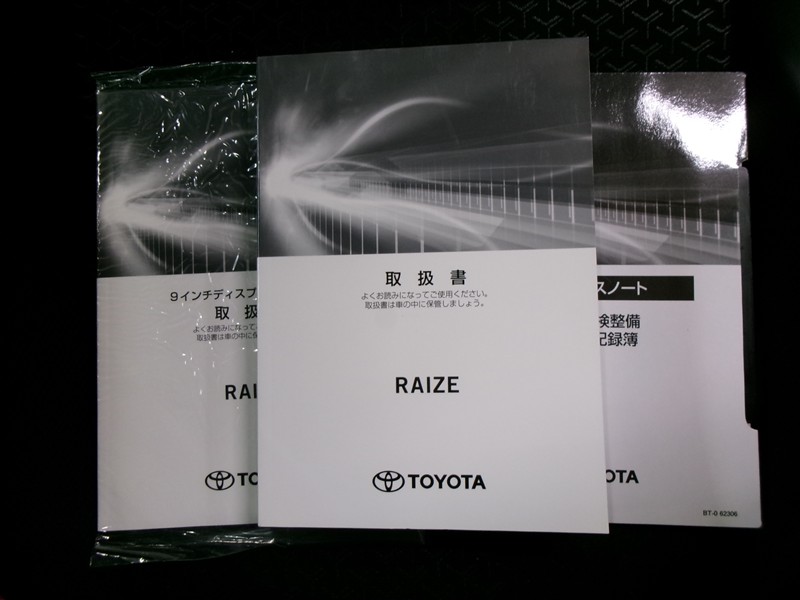 9インチディスプ
取扱
よくお読みになって
取扱書は車の中に
RAI
TO
取扱書
よくお読みになってご使用ください。
取扱書は車の中に保管しましょう。
RAIZE
TOYOTA
スノート
検整備
記録簿
OTA
BT-0 62306